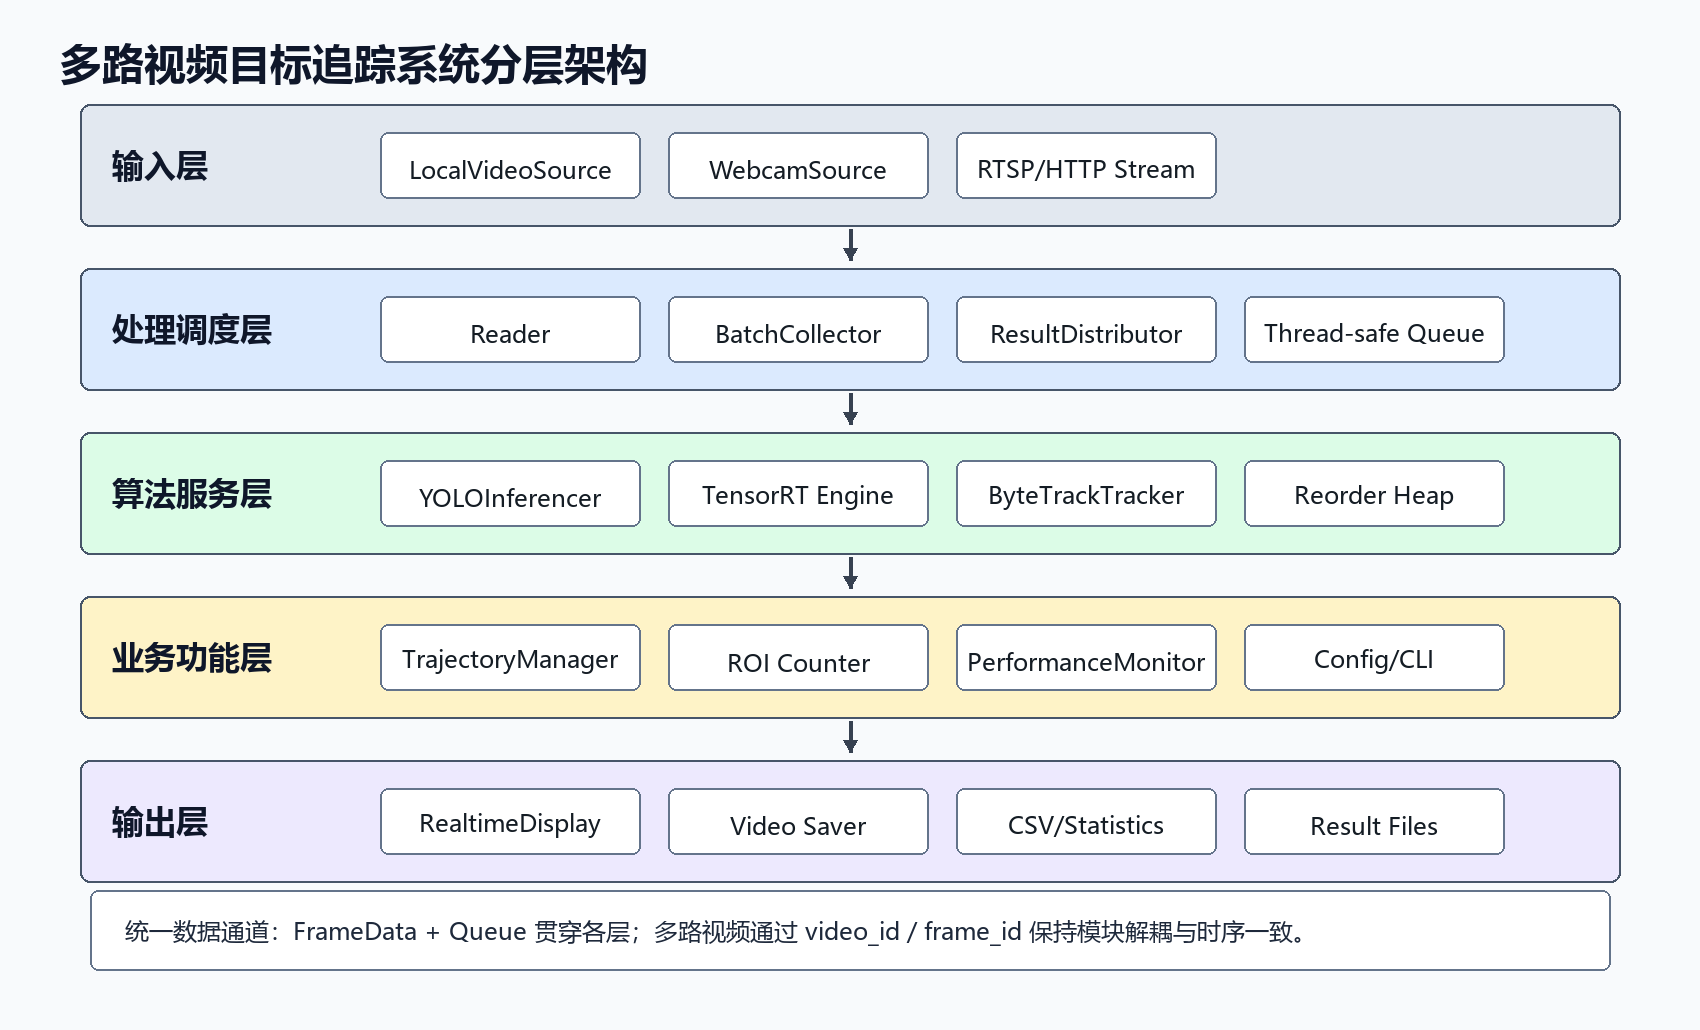 多路视频目标追踪系统分层架构
输入层
LocalVideoSource
WebcamSource
RTSP/HTTP Stream
处理调度层
Reader
BatchCollector
ResultDistributor
Thread-safe Queue
算法服务层
YOLOInferencer
TensorRT Engine
ByteTrackTracker
Reorder Heap
业务功能层
TrajectoryManager
ROI Counter
PerformanceMonitor
Config/CLI
输出层
RealtimeDisplay
Video Saver
CSV/Statistics
Result Files
统一数据通道：FrameData + Queue 贯穿各层；多路视频通过 video_id / frame_id 保持模块解耦与时序一致。